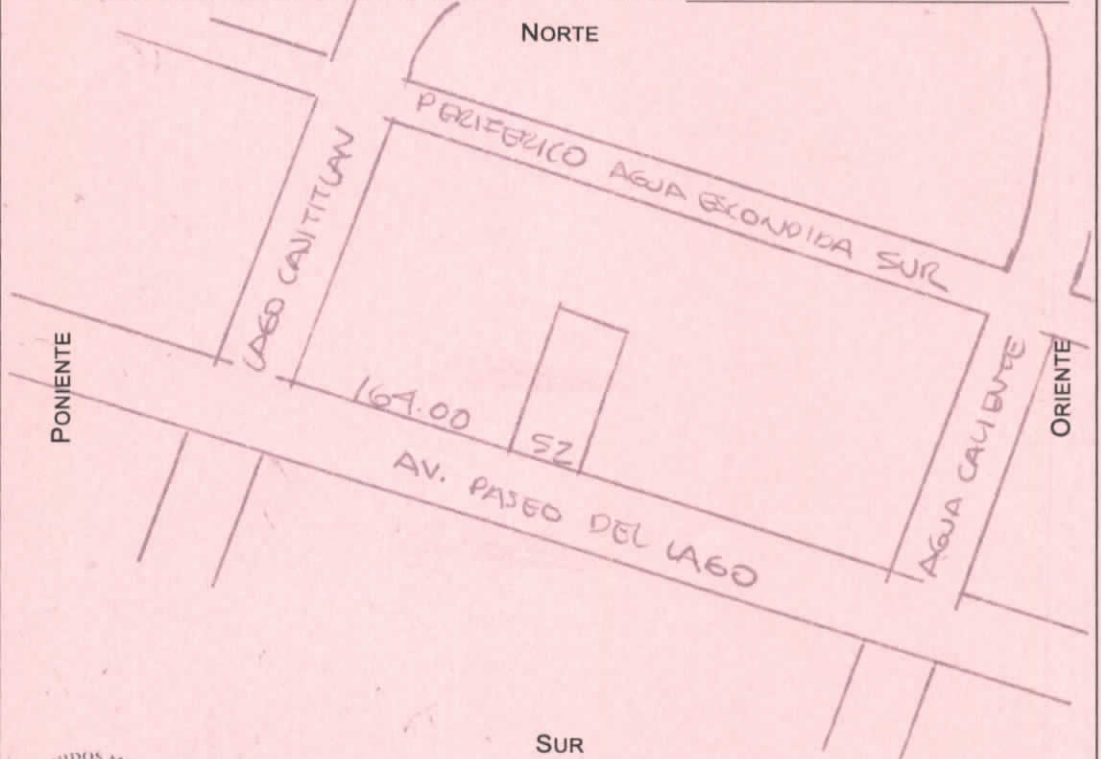 NORTE
PERIFERICO AGUA ESCONDIDA SUR
LAGO CAJITITLAN
PONIENTE
ORIENTE
164.00
52
AV. PASEO DEL LAGO
AGUA CALIENTE
SUR